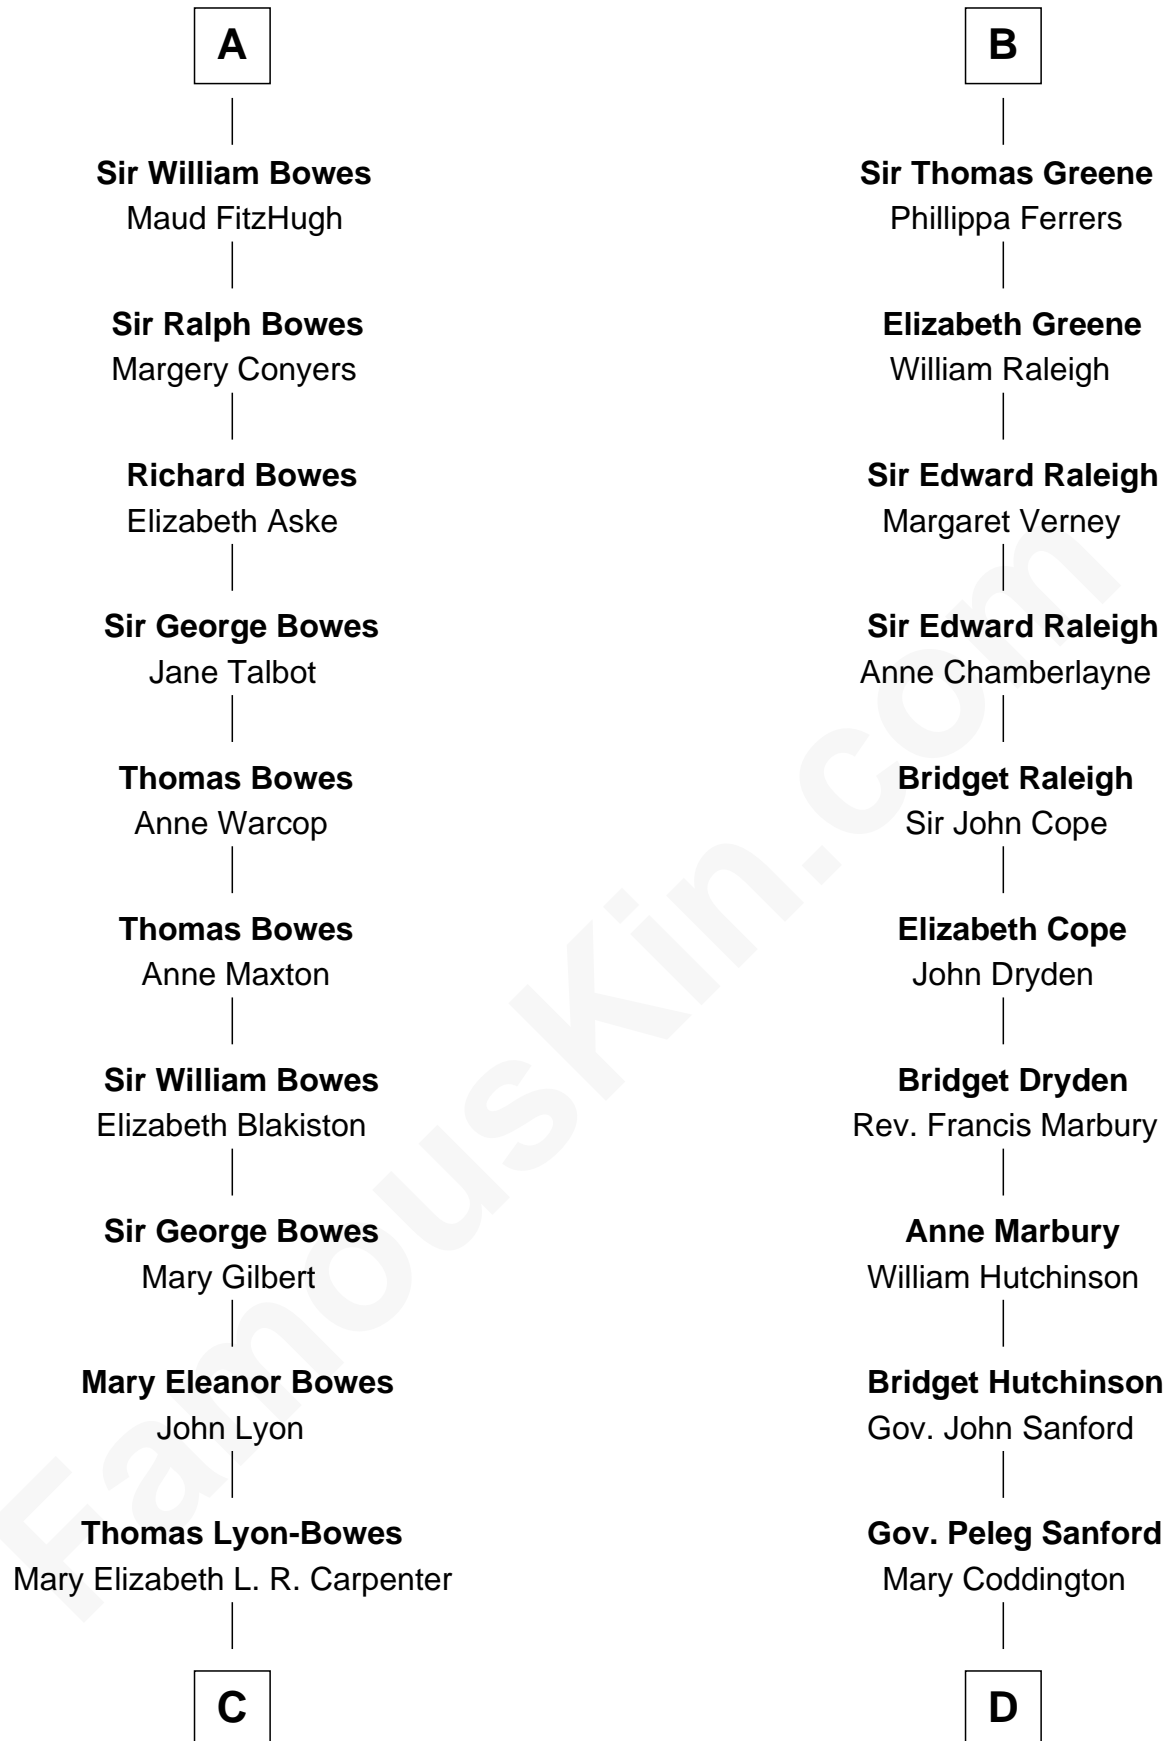 A
Sir William Bowes
Maud FitzHugh
Sir Ralph Bowes
Margery Conyers
Richard Bowes
Elizabeth Aske
Sir George Bowes
Jane Talbot
Thomas Bowes
Anne Warcop
Thomas Bowes
Anne Maxton
Sir William Bowes
Elizabeth Blakiston
Sir George Bowes
Mary Gilbert
Mary Eleanor Bowes
John Lyon
Thomas Lyon-Bowes
Mary Elizabeth L. R. Carpenter
C
B
Sir Thomas Greene
Phillippa Ferrers
Elizabeth Greene
William Raleigh
Sir Edward Raleigh
Margaret Verney
Sir Edward Raleigh
Anne Chamberlayne
Bridget Raleigh
Sir John Cope
Elizabeth Cope
John Dryden
Bridget Dryden
Rev. Francis Marbury
Anne Marbury
William Hutchinson
Bridget Hutchinson
Gov. John Sanford
Gov. Peleg Sanford
Mary Coddington
D
FamousKin.com